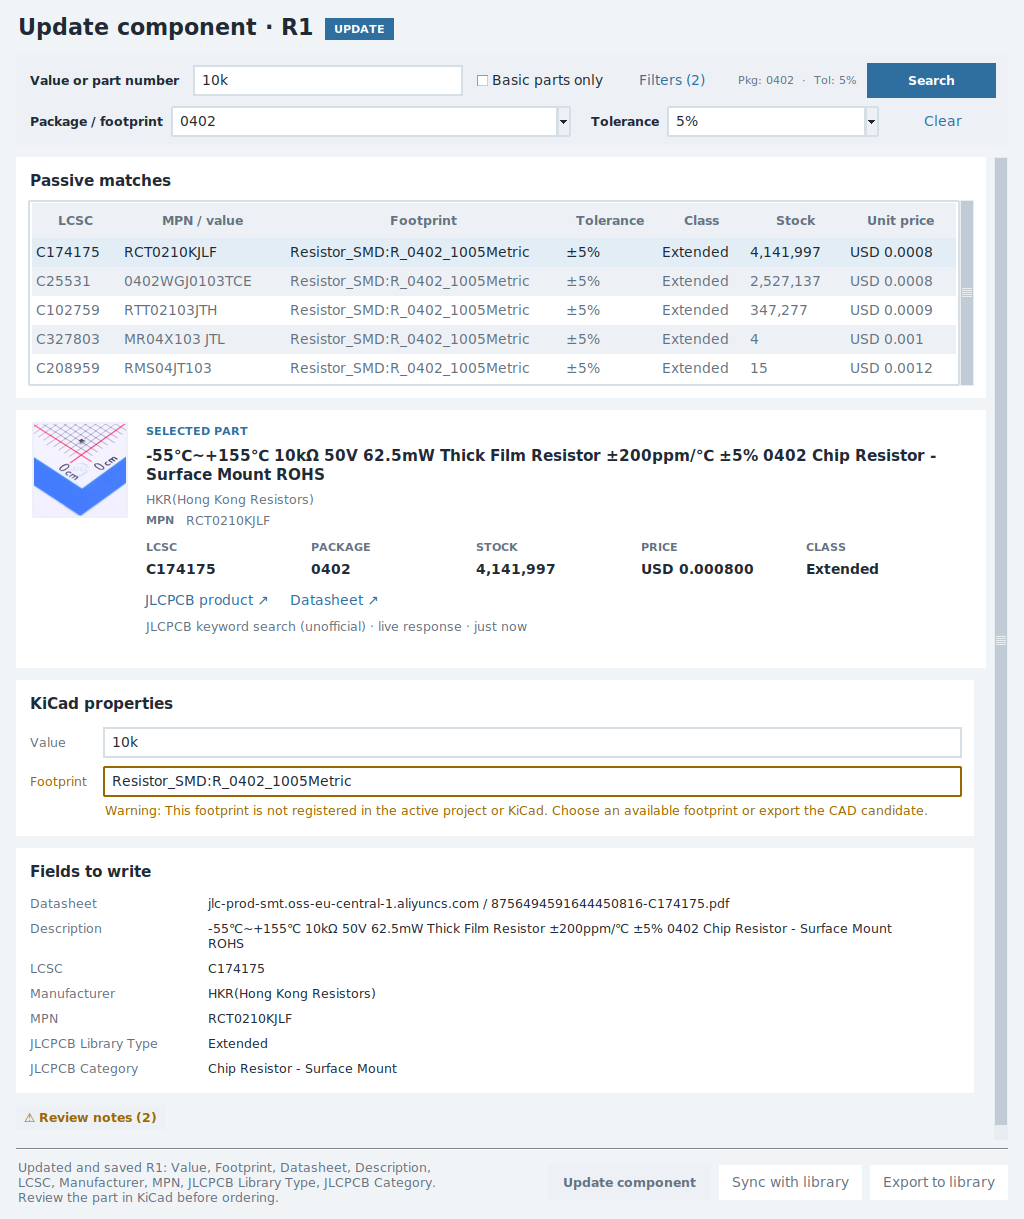 Update component · R1 UPDATE
Value or part number 10k Basic parts only Filters (2) Pkg: 0402 · Tol: 5% Search
Package / footprint 0402 Tolerance 5% Clear
Passive matches
LCSC MPN / value Footprint Tolerance Class Stock Unit price
C174175 RCT0210KJLF Resistor_SMD:R_0402_1005Metric ±5% Extended 4,141,997 USD 0.0008
C25531 0402WGJ0103TCE Resistor_SMD:R_0402_1005Metric ±5% Extended 2,527,137 USD 0.0008
C102759 RTT02103JTH Resistor_SMD:R_0402_1005Metric ±5% Extended 347,277 USD 0.0009
C327803 MR04X103 JTL Resistor_SMD:R_0402_1005Metric ±5% Extended 4 USD 0.001
C208959 RMS04JT103 Resistor_SMD:R_0402_1005Metric ±5% Extended 15 USD 0.0012
0cm 0cm
SELECTED PART
-55℃~+155℃ 10kΩ 50V 62.5mW Thick Film Resistor ±200ppm/℃ ±5% 0402 Chip Resistor -
Surface Mount ROHS
HKR(Hong Kong Resistors)
MPN RCT0210KJLF
LCSC PACKAGE STOCK PRICE CLASS
C174175 0402 4,141,997 USD 0.000800 Extended
JLCPCB product ↗ Datasheet ↗
JLCPCB keyword search (unofficial) · live response · just now
KiCad properties
Value 10k
Footprint Resistor_SMD:R_0402_1005Metric
Warning: This footprint is not registered in the active project or KiCad. Choose an available footprint or export the CAD candidate.
Fields to write
Datasheet jlc-prod-smt.oss-eu-central-1.aliyuncs.com / 8756494591644450816-C174175.pdf
Description -55℃~+155℃ 10kΩ 50V 62.5mW Thick Film Resistor ±200ppm/℃ ±5% 0402 Chip Resistor - Surface Mount
ROHS
LCSC C174175
Manufacturer HKR(Hong Kong Resistors)
MPN RCT0210KJLF
JLCPCB Library Type Extended
JLCPCB Category Chip Resistor - Surface Mount
⚠ Review notes (2)
Updated and saved R1: Value, Footprint, Datasheet, Description,
LCSC, Manufacturer, MPN, JLCPCB Library Type, JLCPCB Category.
Review the part in KiCad before ordering.
Update component Sync with library Export to library